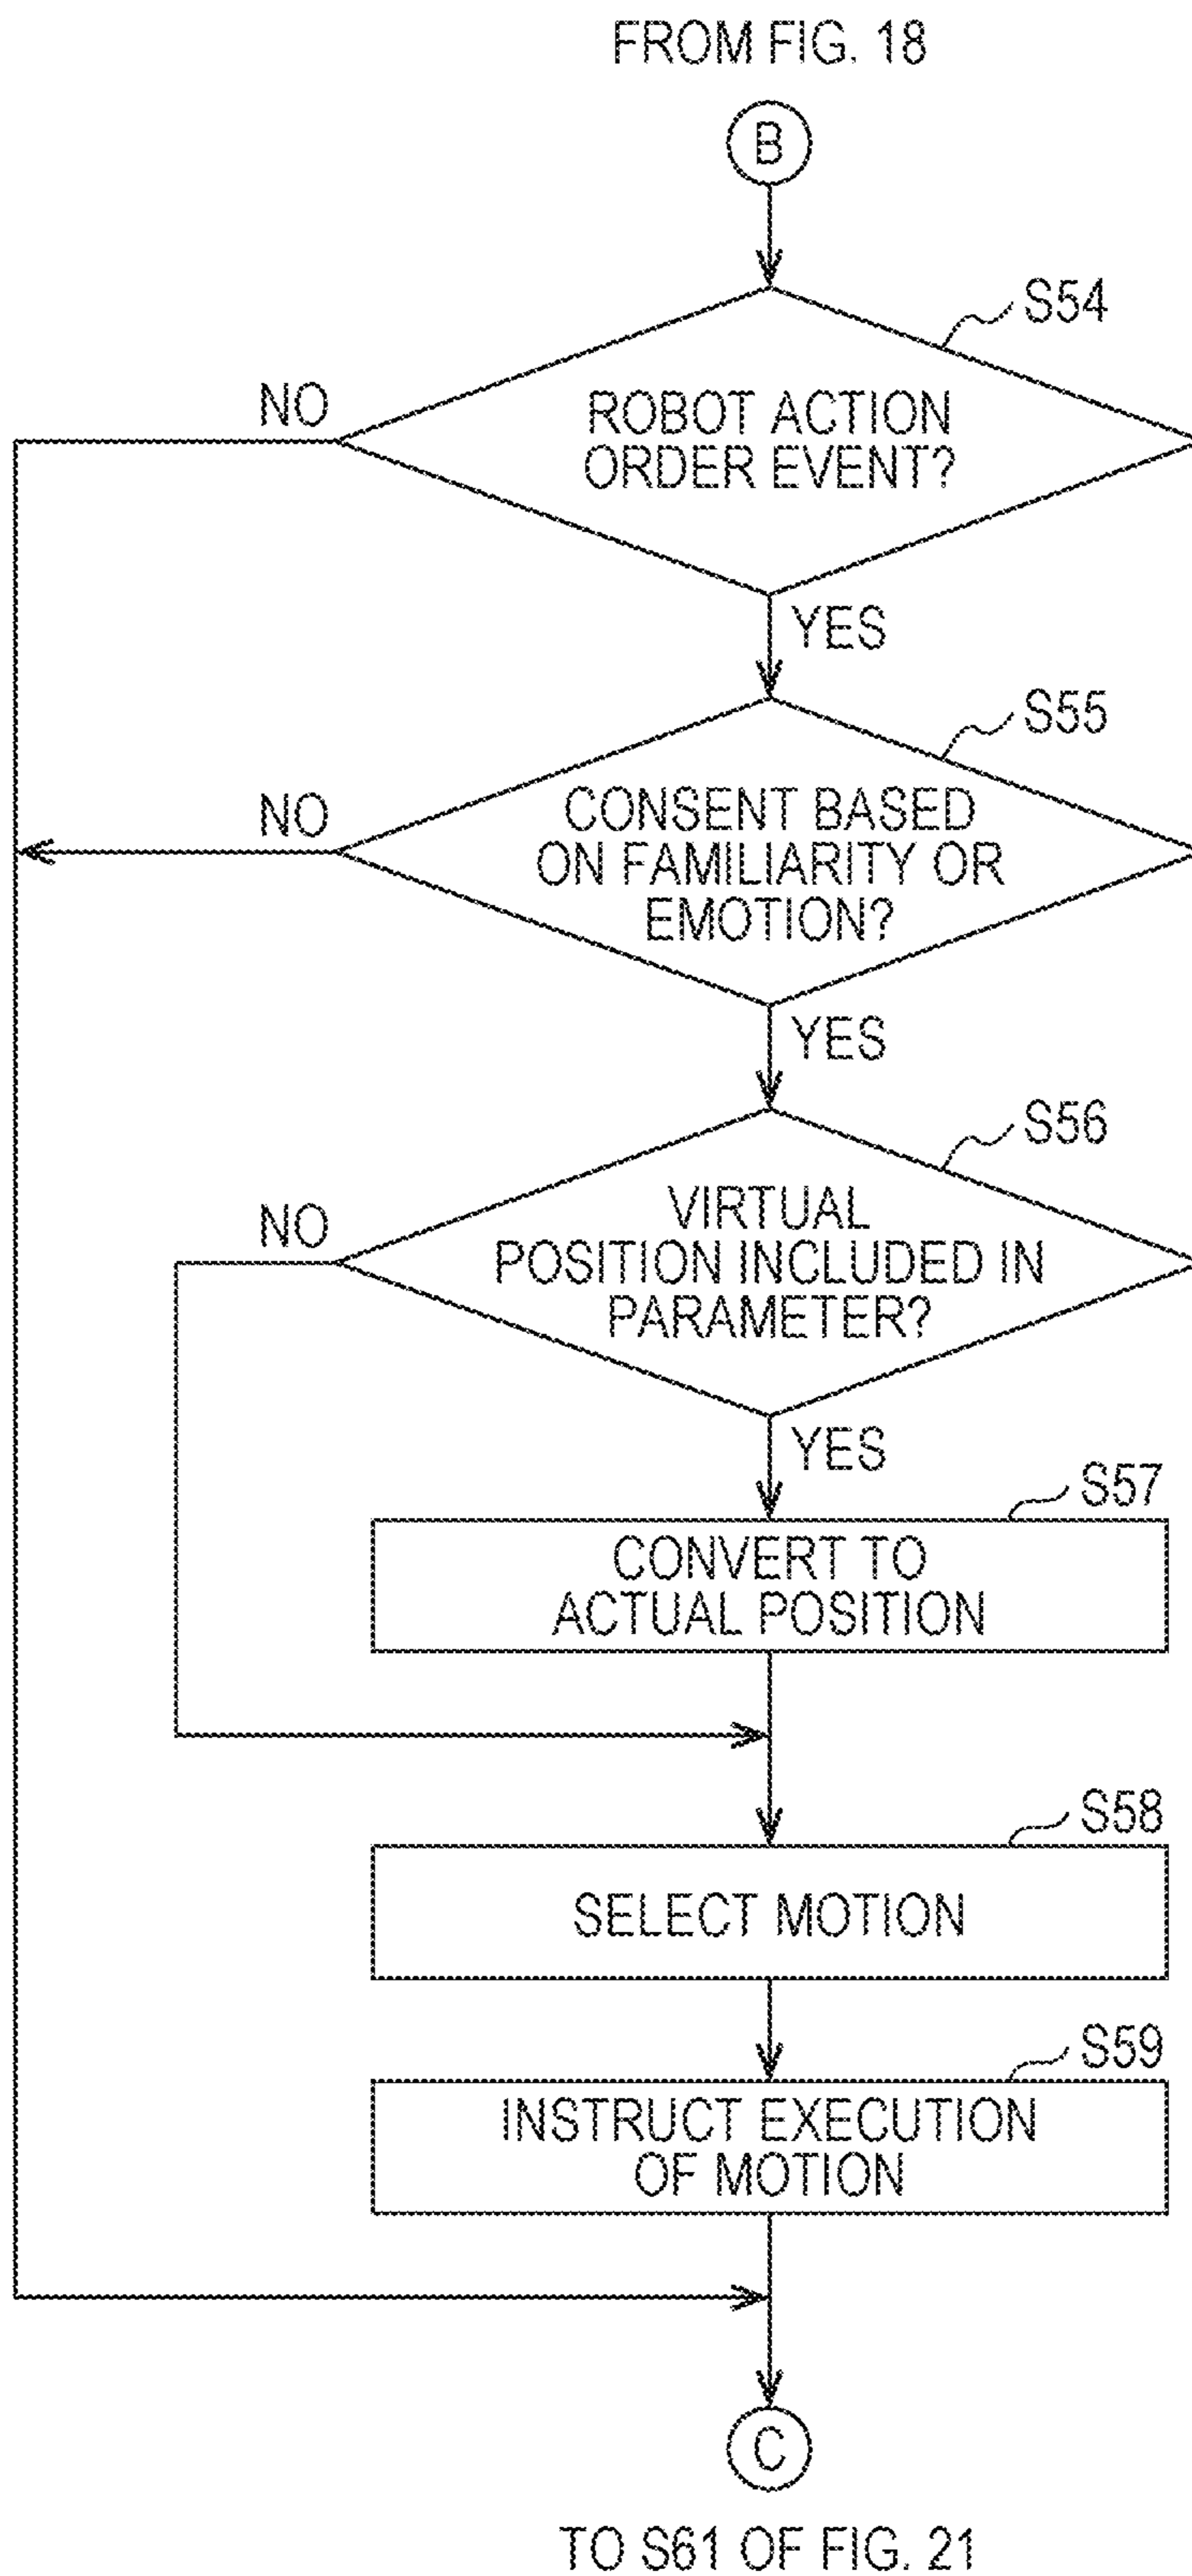 FROM FIG. 18
B
S54
NO
ROBOT ACTION
ORDER EVENT?
YES
S55
NO
CONSENT BASED
ON FAMILIARITY OR
EMOTION?
YES
S56
NO
VIRTUAL
POSITION INCLUDED IN
PARAMETER?
YES
S57
CONVERT TO
ACTUAL POSITION
S58
SELECT MOTION
S59
INSTRUCT EXECUTION
OF MOTION
C
TO S61 OF FIG. 21